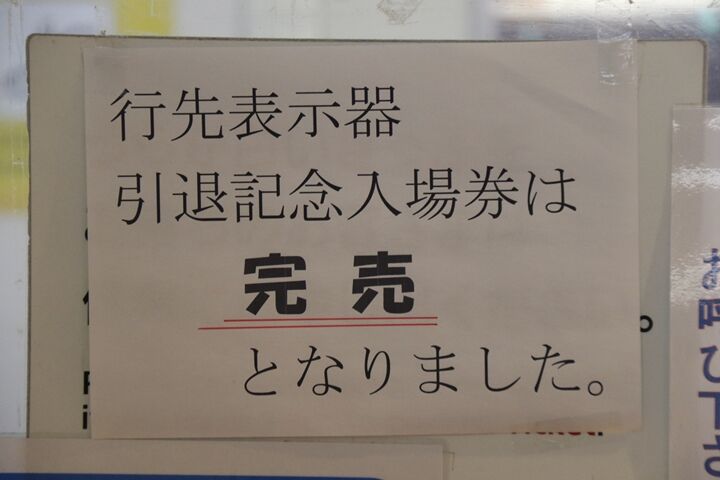 行先表示器
引退記念入場券は
完売
となりました。